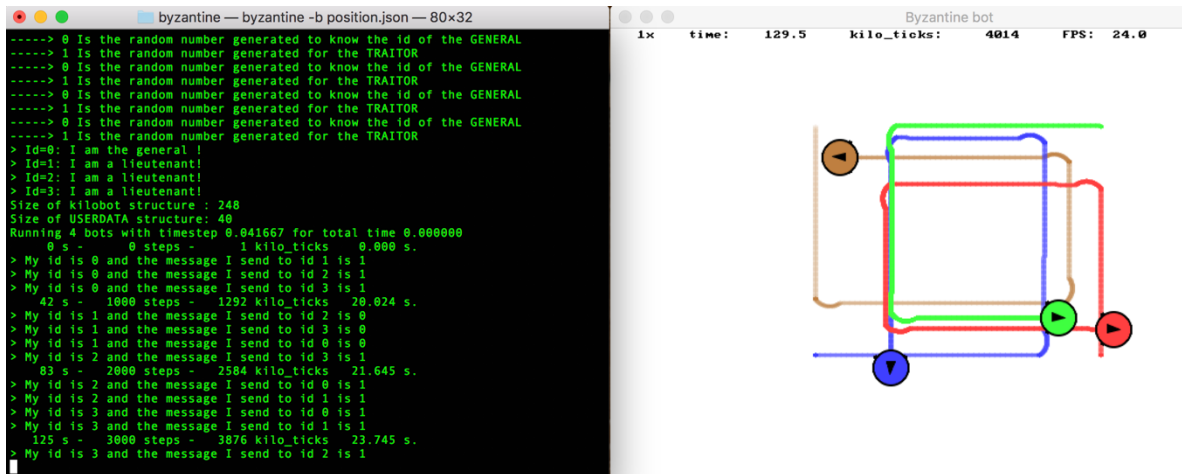 byzantine — byzantine -b position.json — 80×32
-----> 0 Is the random number generated to know the id of the GENERAL
-----> 1 Is the random number generated for the TRAITOR
-----> 0 Is the random number generated to know the id of the GENERAL
-----> 1 Is the random number generated for the TRAITOR
-----> 0 Is the random number generated to know the id of the GENERAL
-----> 1 Is the random number generated for the TRAITOR
-----> 0 Is the random number generated to know the id of the GENERAL
-----> 1 Is the random number generated for the TRAITOR
> Id=0: I am the general !
> Id=1: I am a lieutenant!
> Id=2: I am a lieutenant!
> Id=3: I am a lieutenant!
Size of kilobot structure : 248
Size of USERDATA structure: 40
Running 4 bots with timestep 0.041667 for total time 0.000000
0 s - 0 steps - 1 kilo_ticks 0.000 s.
> My id is 0 and the message I send to id 1 is 1
> My id is 0 and the message I send to id 2 is 1
> My id is 0 and the message I send to id 3 is 1
42 s - 1000 steps - 1292 kilo_ticks 20.024 s.
> My id is 1 and the message I send to id 2 is 0
> My id is 1 and the message I send to id 3 is 0
> My id is 1 and the message I send to id 0 is 0
> My id is 2 and the message I send to id 3 is 1
83 s - 2000 steps - 2584 kilo_ticks 21.645 s.
> My id is 2 and the message I send to id 0 is 1
> My id is 2 and the message I send to id 1 is 1
> My id is 3 and the message I send to id 0 is 1
> My id is 3 and the message I send to id 1 is 1
125 s - 3000 steps - 3876 kilo_ticks 23.745 s.
> My id is 3 and the message I send to id 2 is 1
Byzantine bot
1x time: 129.5 kilo_ticks: 4014 FPS: 24.0